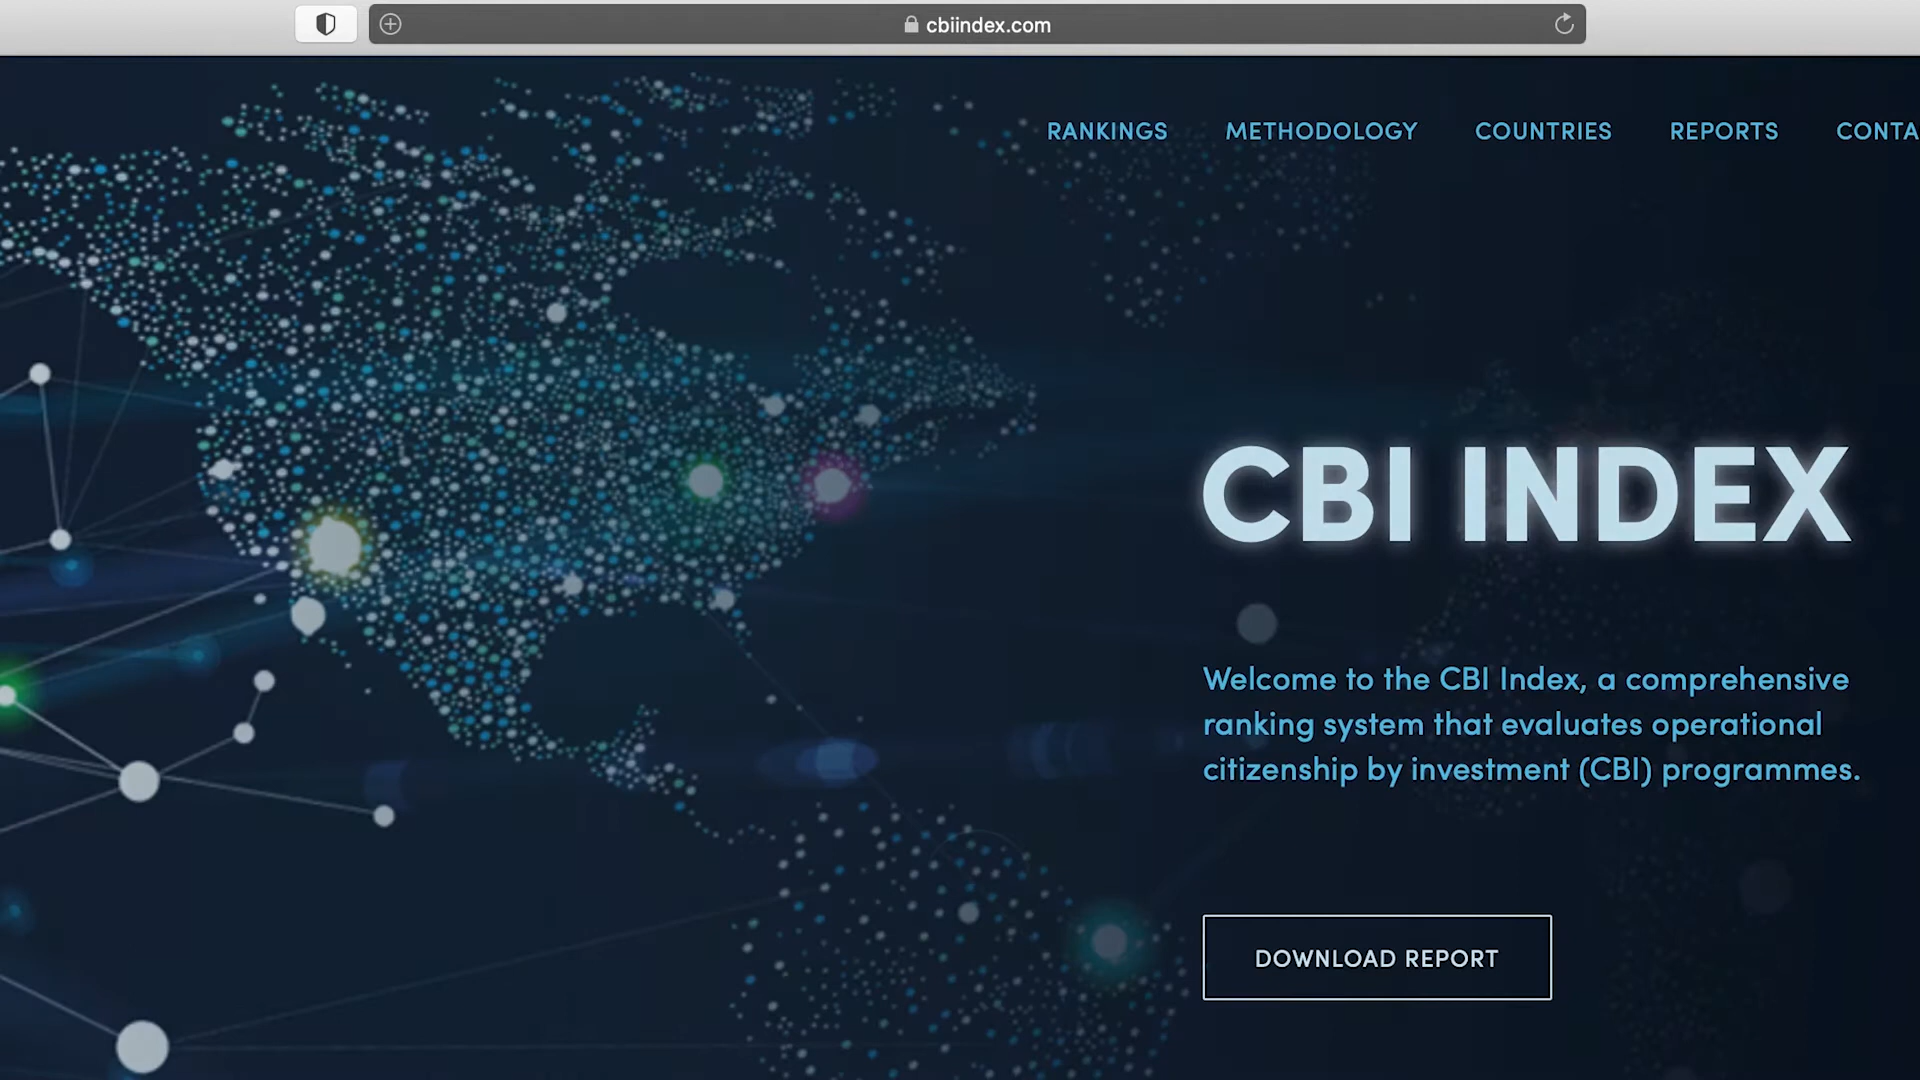 cbiindex.com
RANKINGS METHODOLOGY COUNTRIES REPORTS CONTA
CBI INDEX
Welcome to the CBI Index, a comprehensive
ranking system that evaluates operational
citizenship by investment (CBI) programmes.
DOWNLOAD REPORT